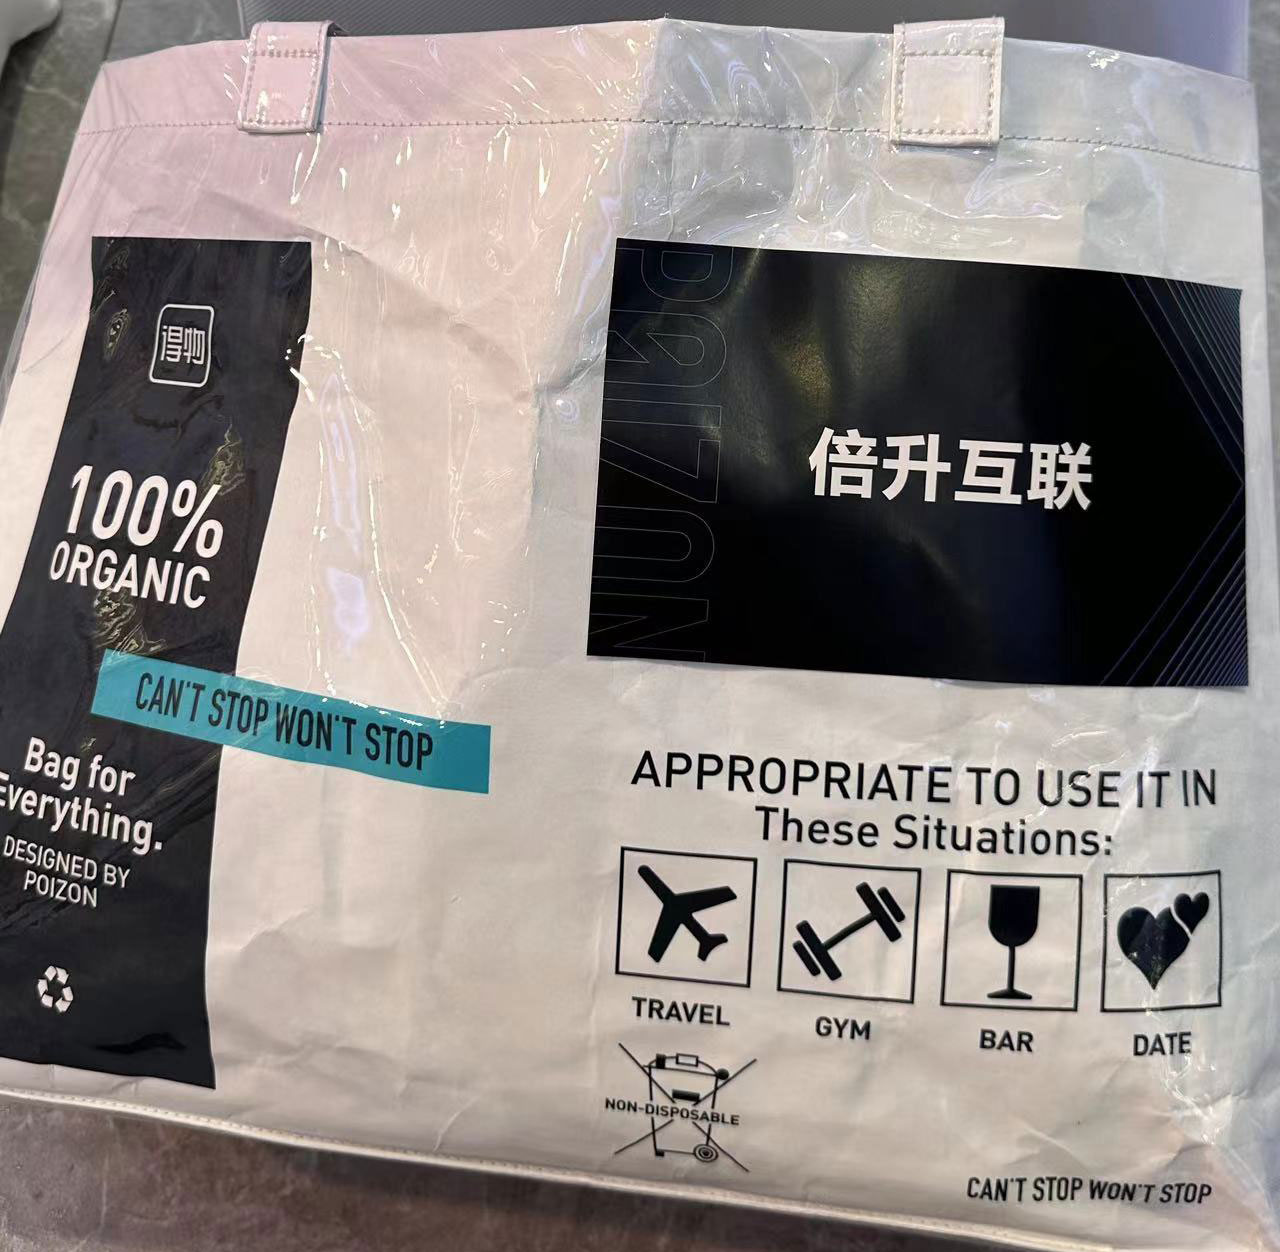 得物
100%
ORGANIC
CAN'T STOP WON'T STOP
Bag for
Everything.
DESIGNED BY
POIZON
倍升互联
APPROPRIATE TO USE IT IN
These Situations:
TRAVEL
GYM
BAR
DATE
NON-DISPOSABLE
CAN'T STOP WON'T STOP